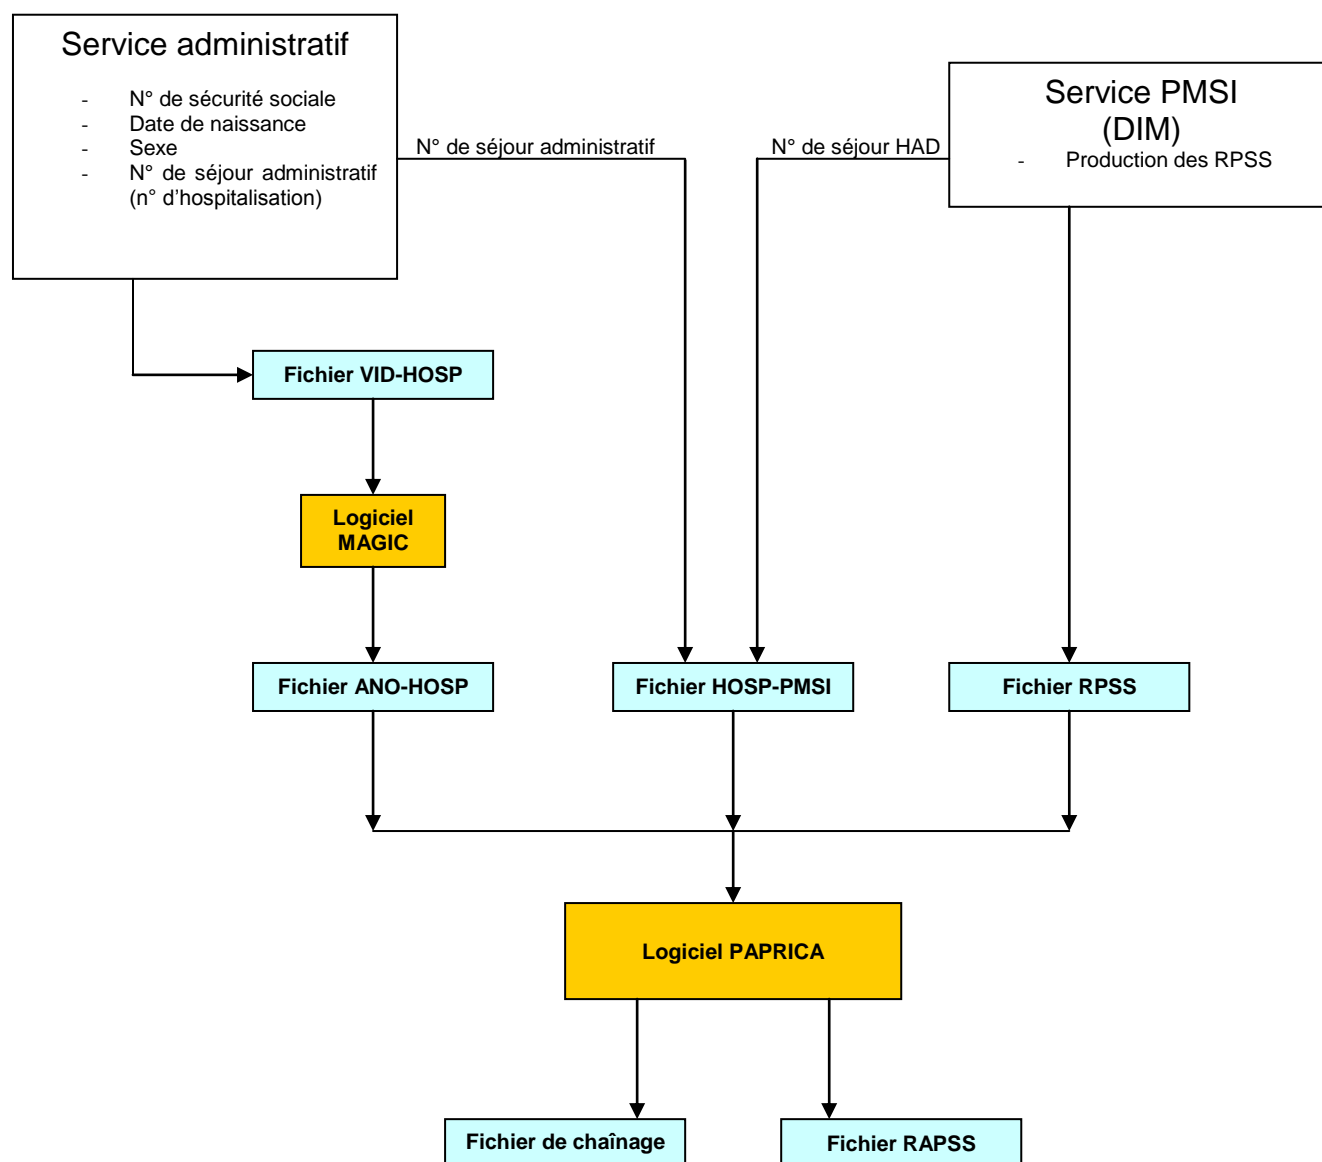 Service administratif
- N° de sécurité sociale
- Date de naissance
- Sexe
- N° de séjour administratif
(n° d'hospitalisation)
N° de séjour administratif
N° de séjour HAD
Service PMSI
(DIM)
- Production des RPSS
Fichier VID-HOSP
Logiciel
MAGIC
Fichier ANO-HOSP
Fichier HOSP-PMSI
Fichier RPSS
Logiciel PAPRICA
Fichier de chaînage
Fichier RAPSS